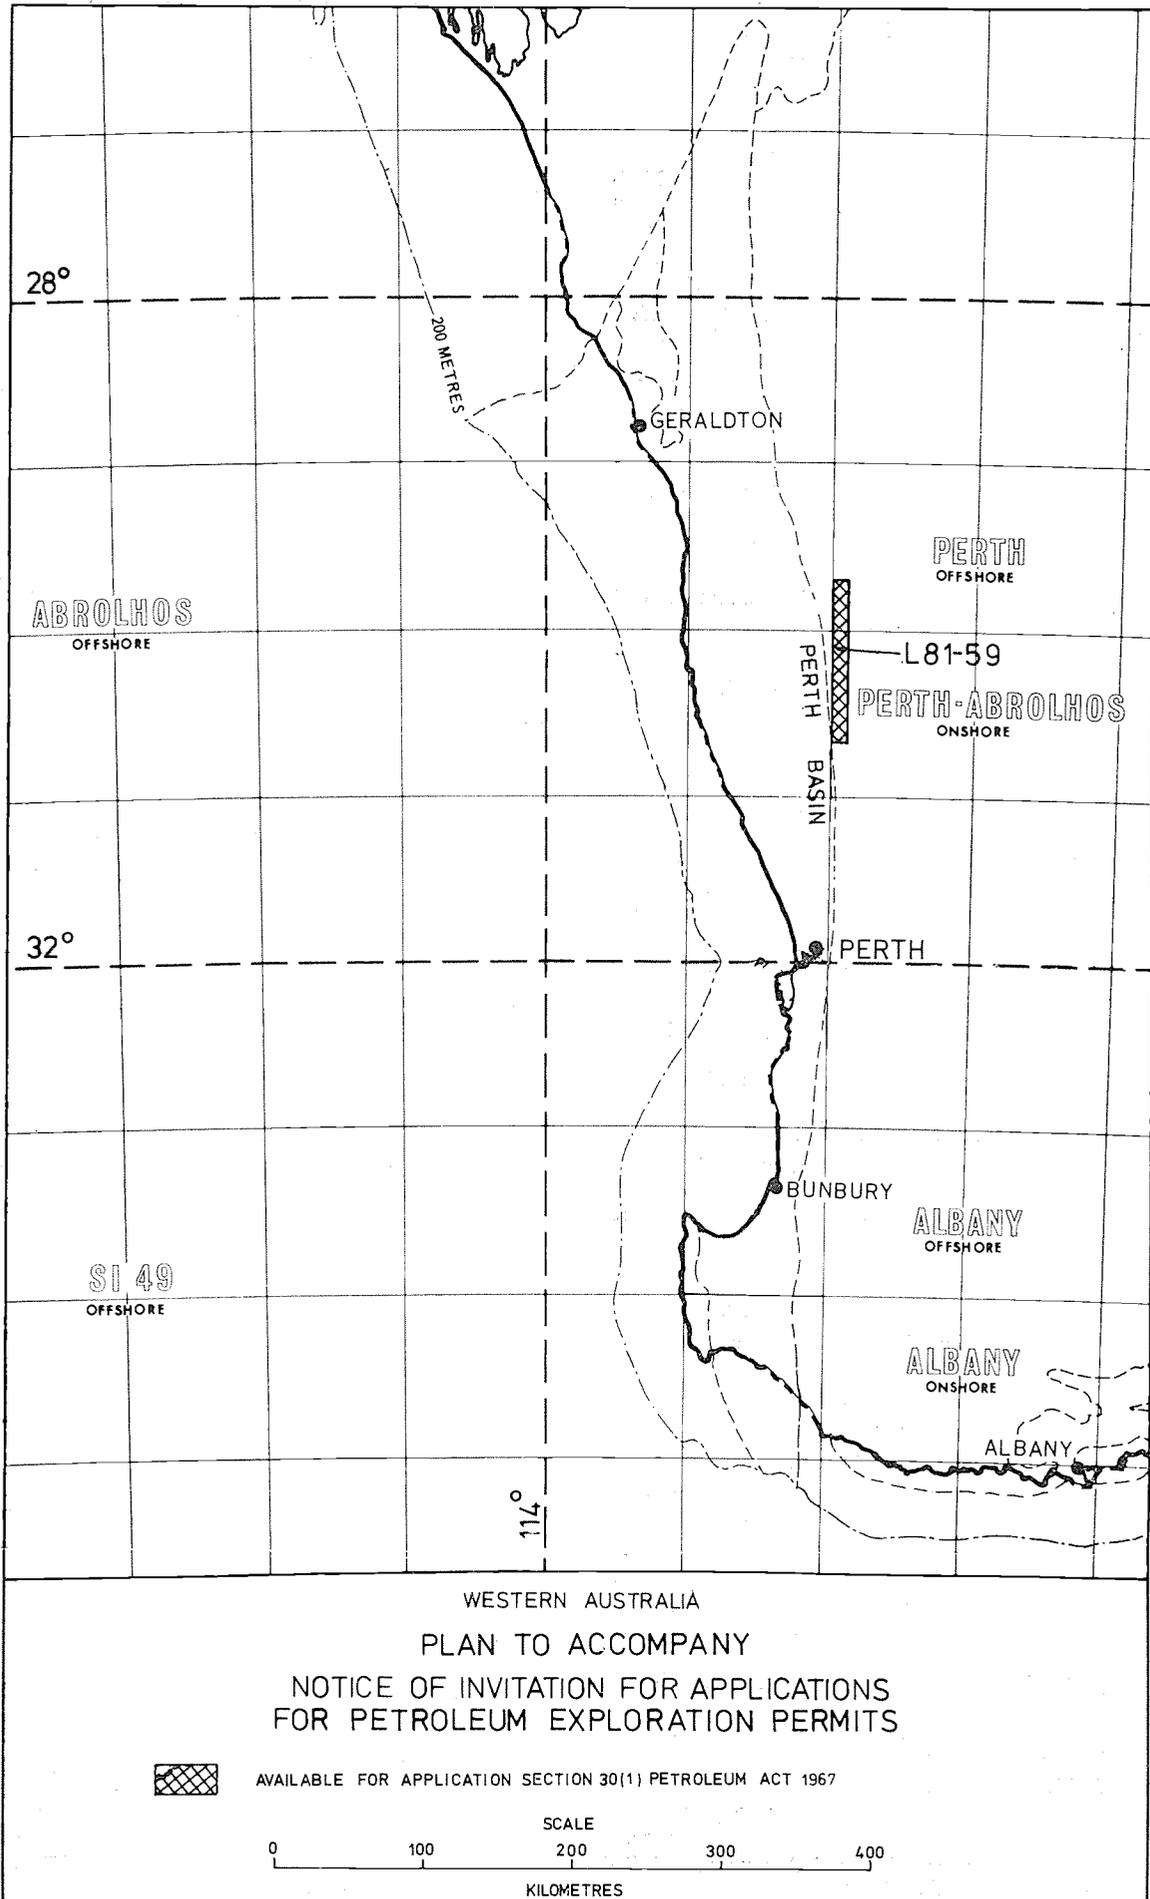 28°
200 METRES
GERALDTON
PERTH
OFFSHORE
ABROLHOS
OFFSHORE
L81-59
PERTH BASIN
PERTH-ABROLHOS
ONSHORE
32°
PERTH
BUNBURY
ALBANY
OFFSHORE
SI 49
OFFSHORE
ALBANY
ONSHORE
ALBANY
114°
WESTERN AUSTRALIA
PLAN TO ACCOMPANY
NOTICE OF INVITATION FOR APPLICATIONS
FOR PETROLEUM EXPLORATION PERMITS
AVAILABLE FOR APPLICATION SECTION 30(1) PETROLEUM ACT 1967
SCALE
0 100 200 300 400
KILOMETRES